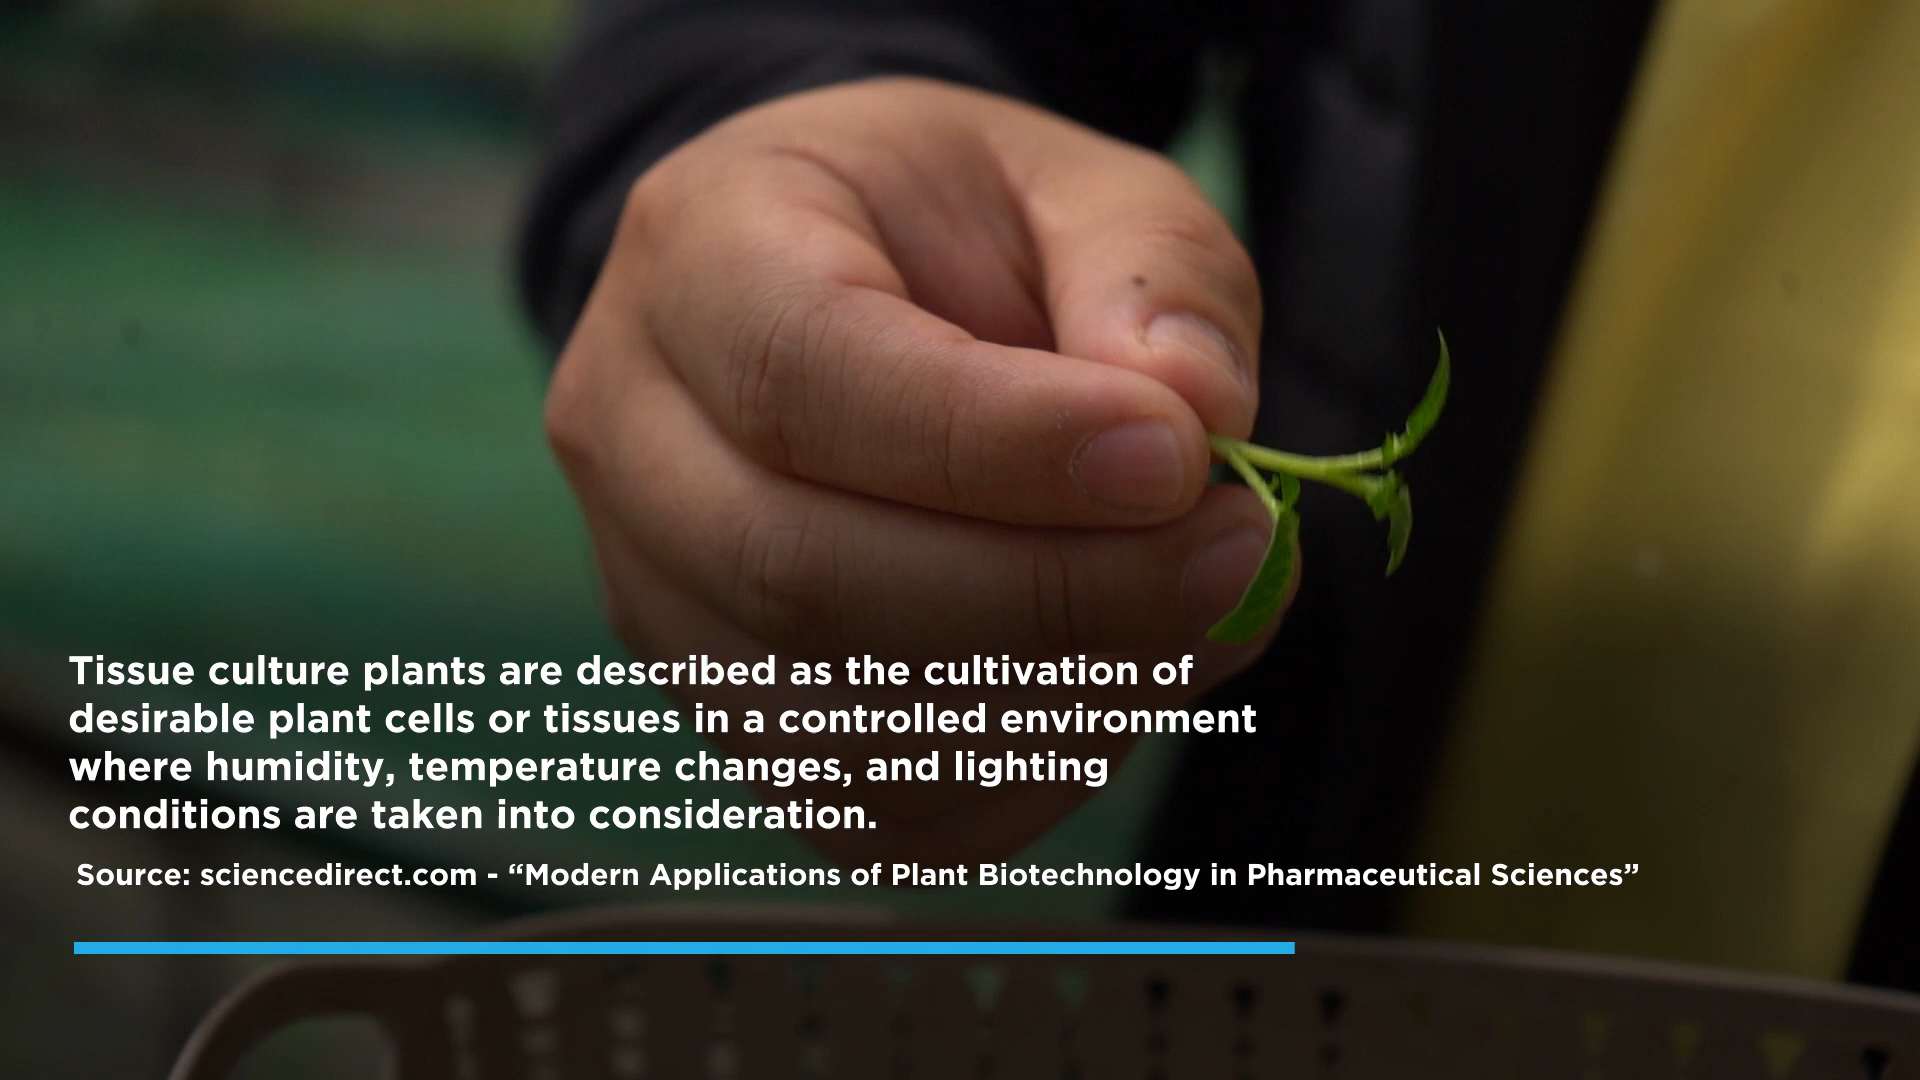 Tissue culture plants are described as the cultivation of
desirable plant cells or tissues in a controlled environment
where humidity, temperature changes, and lighting
conditions are taken into consideration.
Source: sciencedirect.com - “Modern Applications of Plant Biotechnology in Pharmaceutical Sciences”